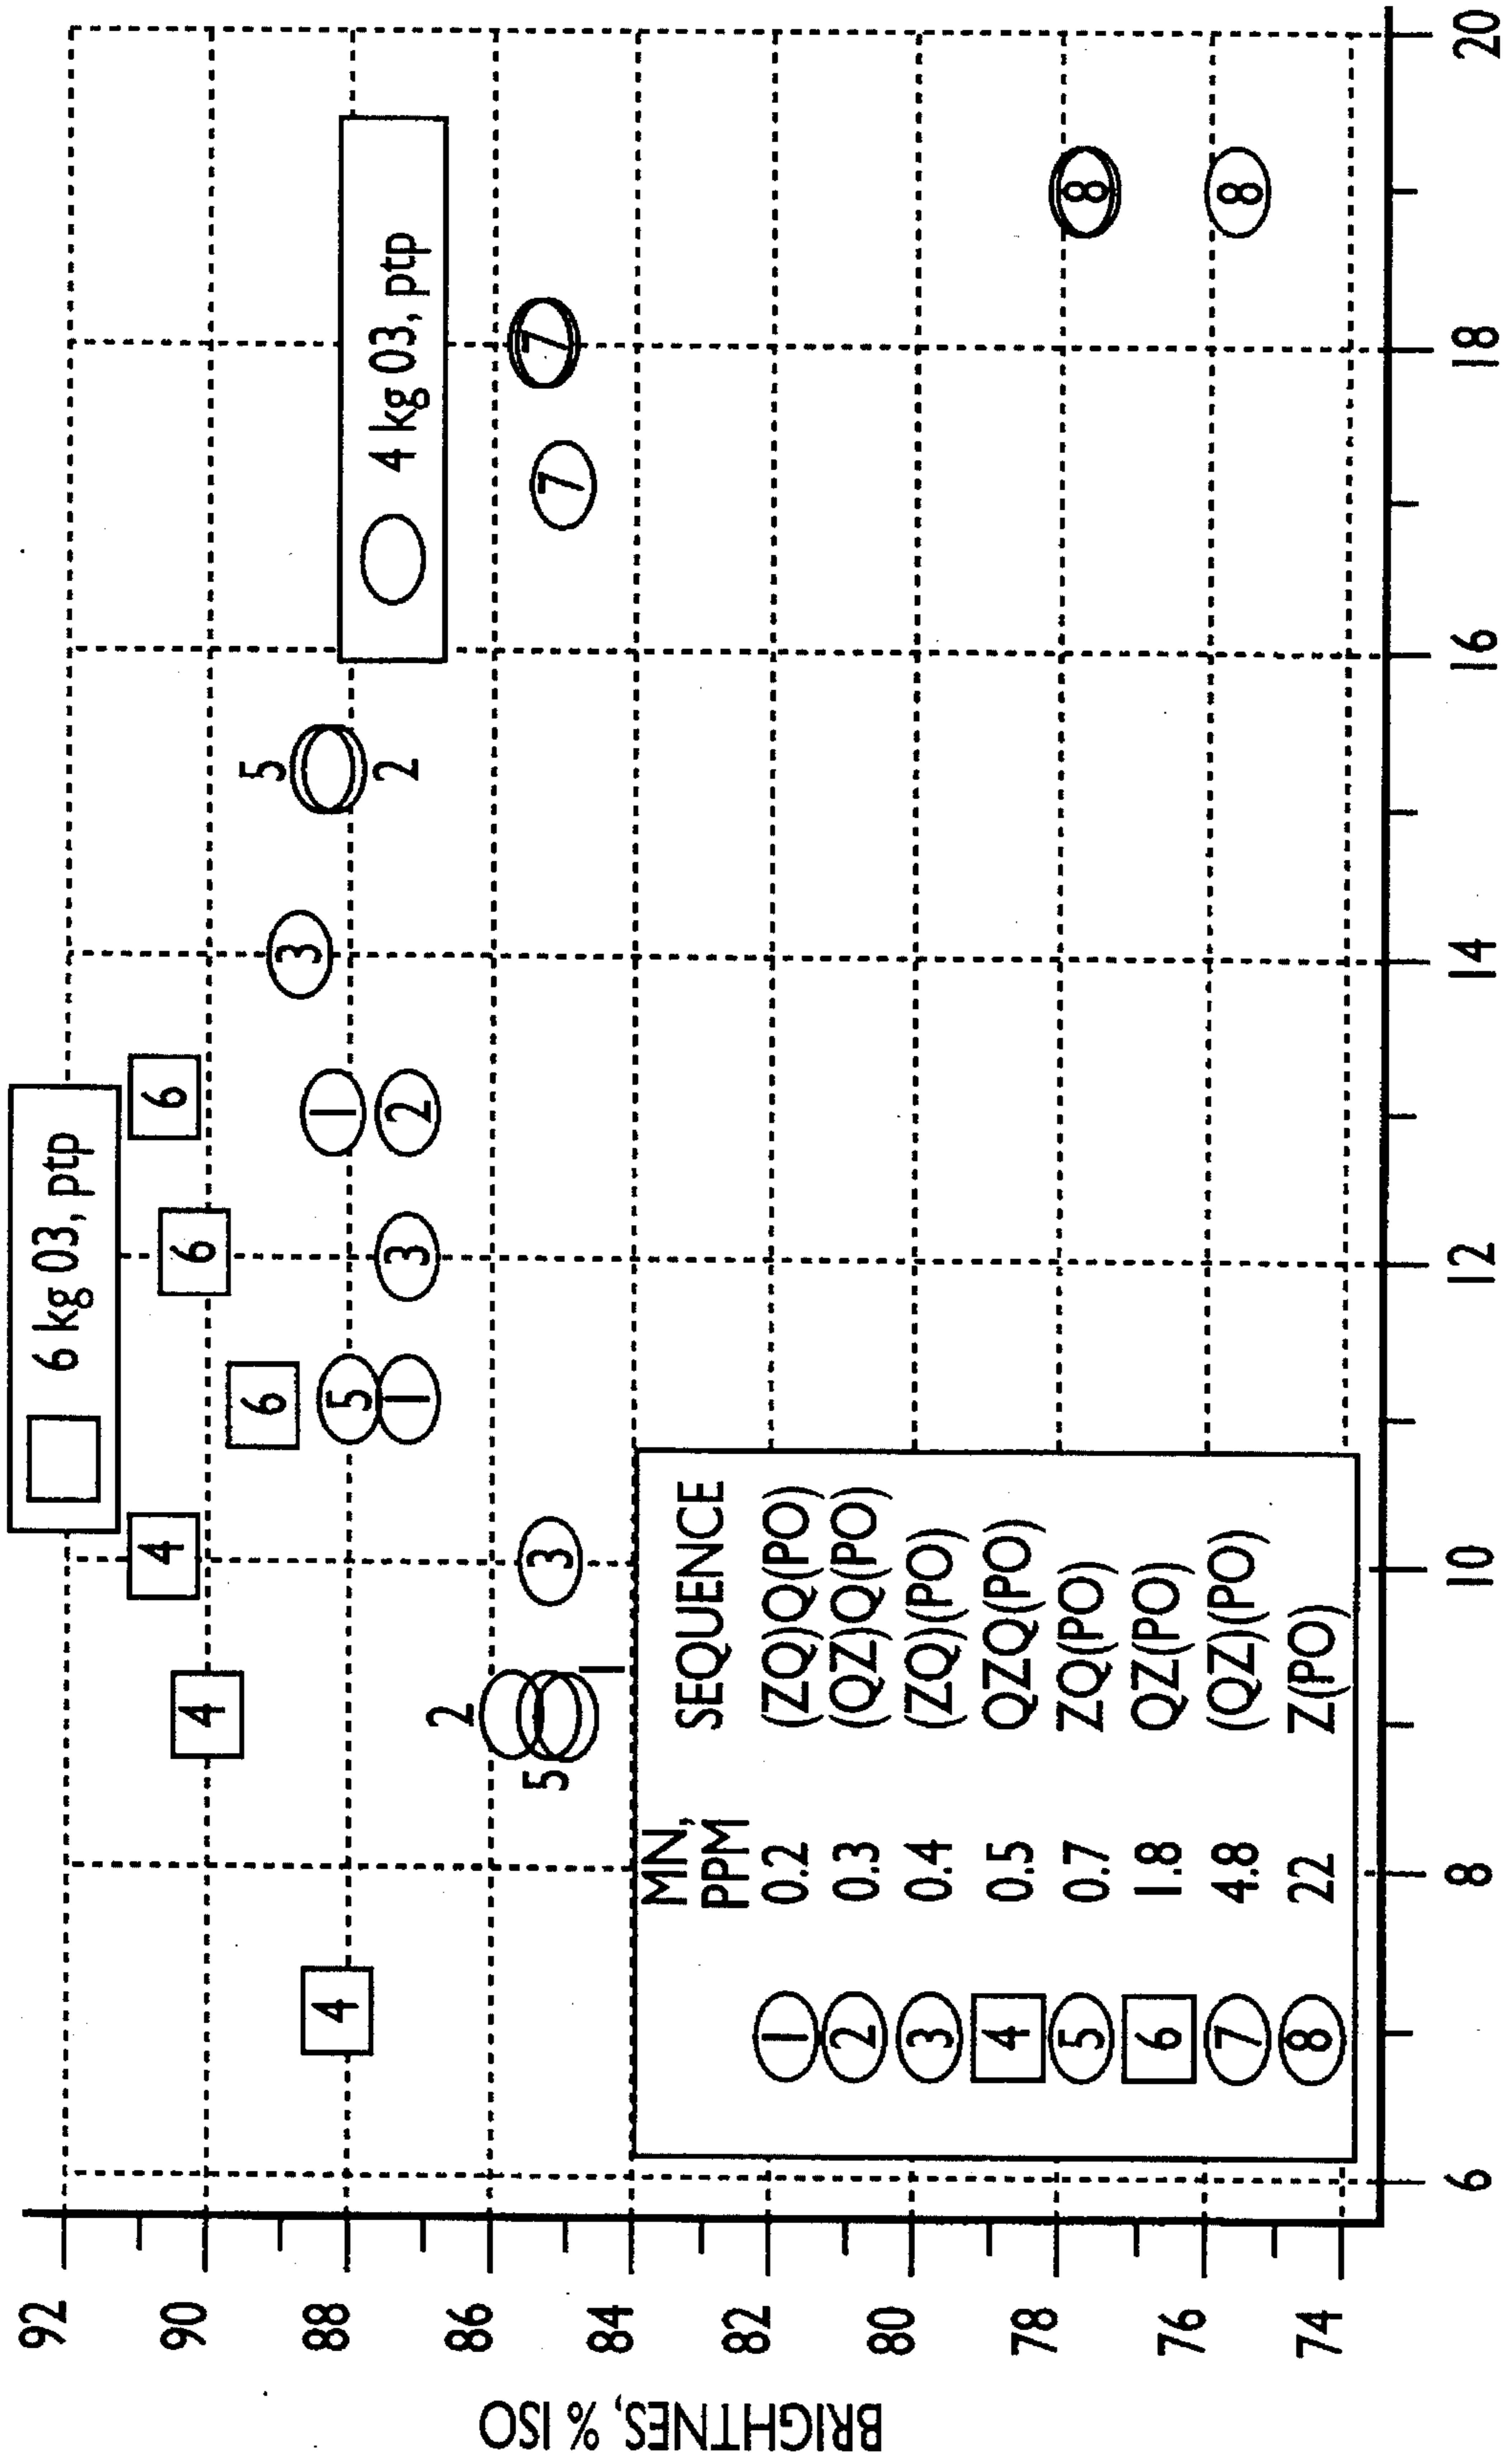 92
90
88
86
84
82
80
78
76
74
BRIGHTNES, % ISO
6 kg 03, ptp
4 kg 03, ptp
4
4
4
6
6
6
2
5
1
3
5
1
3
1
2
3
5
2
7
7
8
8
MN, PPM SEQUENCE
1 0.2 (ZQ)Q(PO)
2 0.3 (QZ)Q(PO)
3 0.4 (ZQ)(PO)
4 0.5 QZQ(PO)
5 0.7 ZQ(PO)
6 1.8 QZ(PO)
7 4.8 (QZ)(PO)
8 22 Z(PO)
6 8 10 12 14 16 18 20